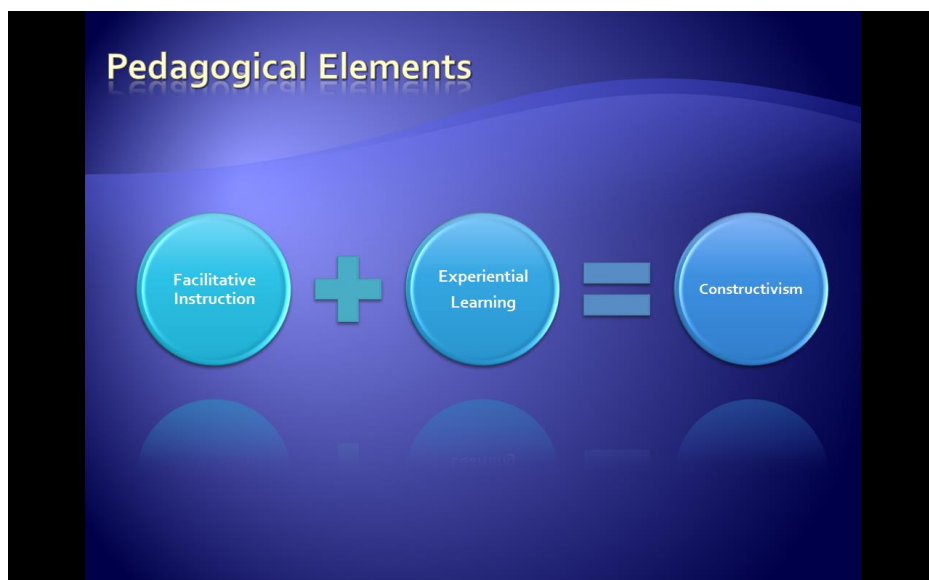 Pedagogical Elements
Facilitative
Instruction
Experiential
Learning
Constructivism